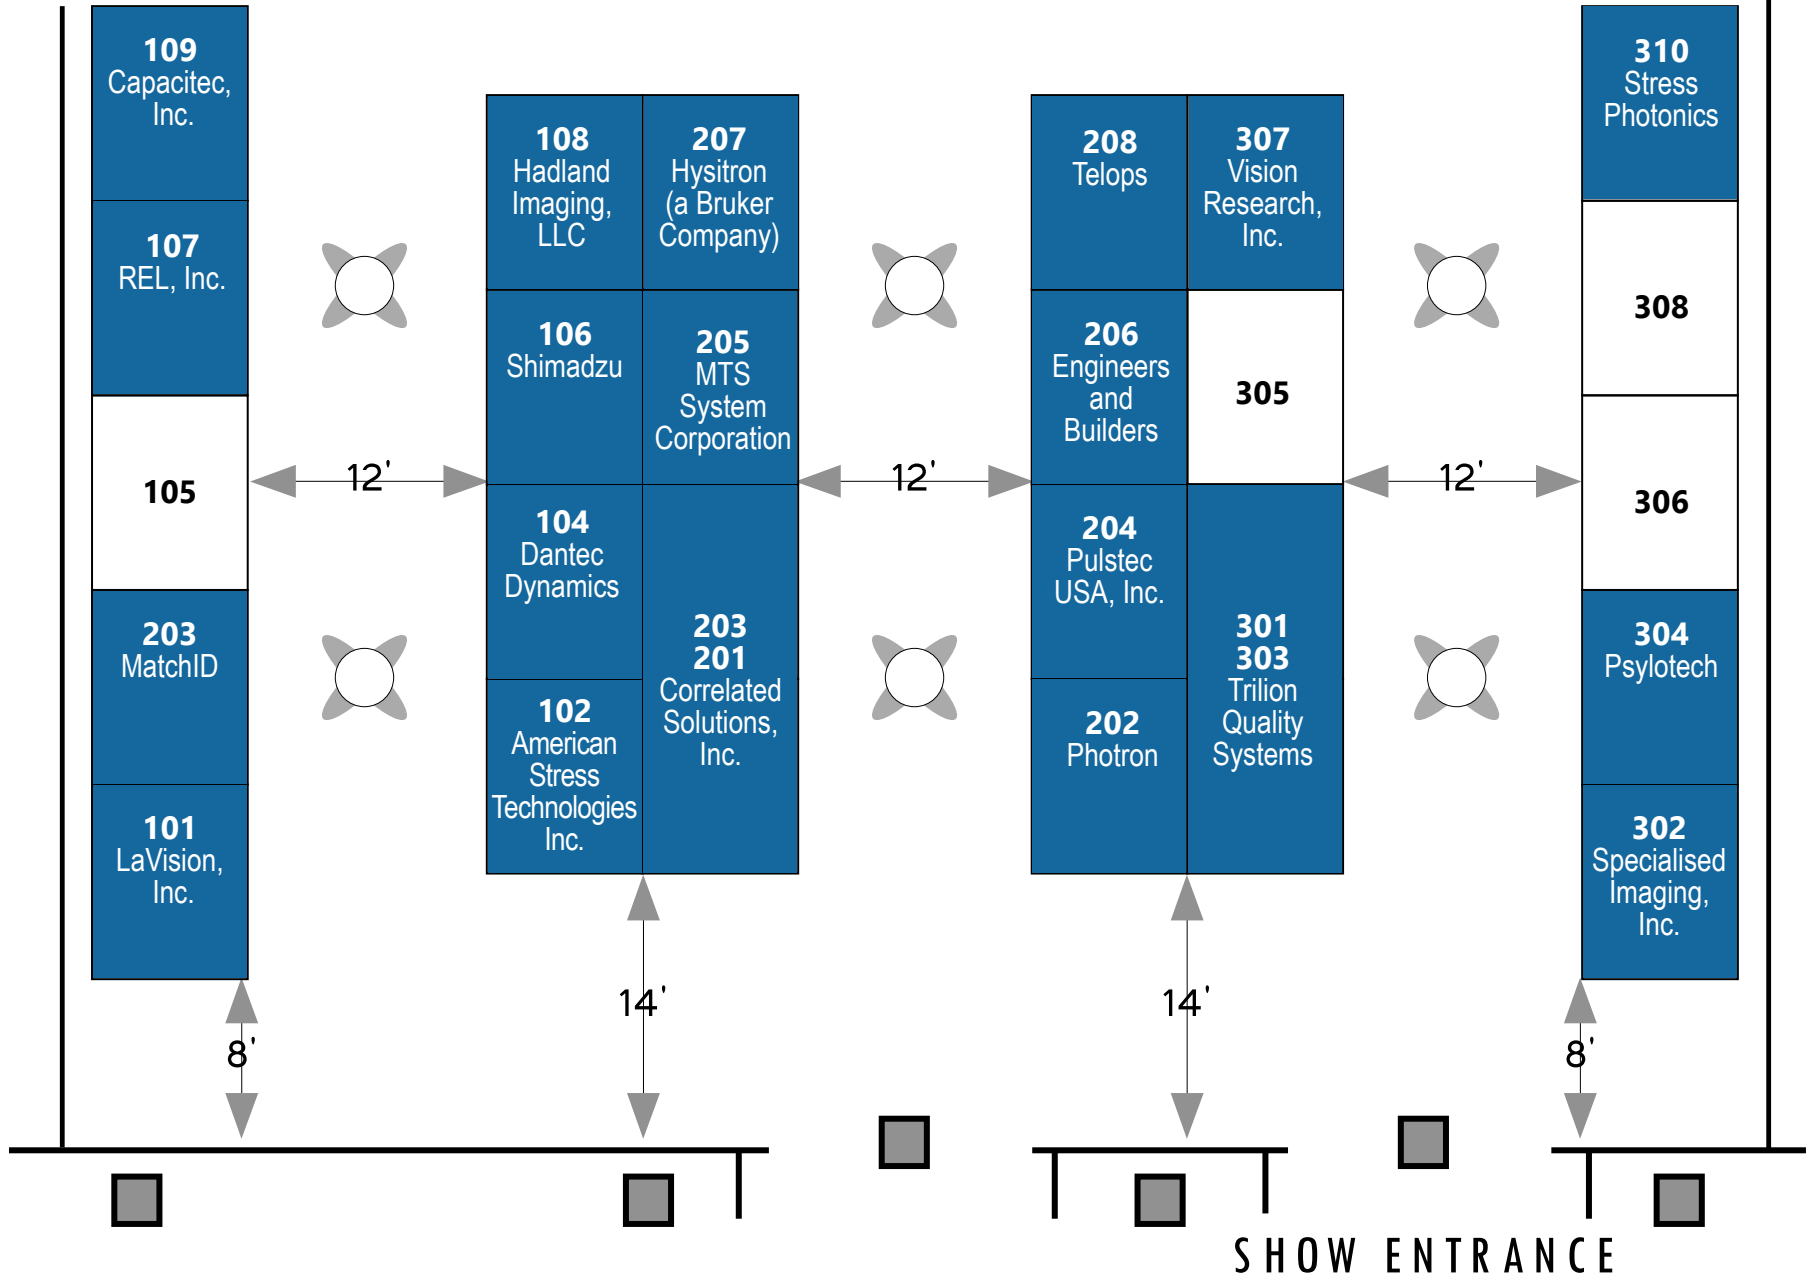 109
Capacitec,
Inc.
107
REL, Inc.
105
203
MatchID
101
LaVision,
Inc.
108
Hadland
Imaging,
LLC
207
Hysitron
(a Bruker
Company)
106
Shimadzu
205
MTS
System
Corporation
104
Dantec
Dynamics
203
201
Correlated
Solutions,
Inc.
102
American
Stress
Technologies
Inc.
208
Telops
307
Vision
Research,
Inc.
206
Engineers
and
Builders
305
204
Pulstec
USA, Inc.
301
303
Trilion
Quality
Systems
202
Photron
310
Stress
Photonics
308
306
304
Psylotech
302
Specialised
Imaging,
Inc.
12'
12'
12'
14'
14'
8'
8'
SHOW ENTRANCE